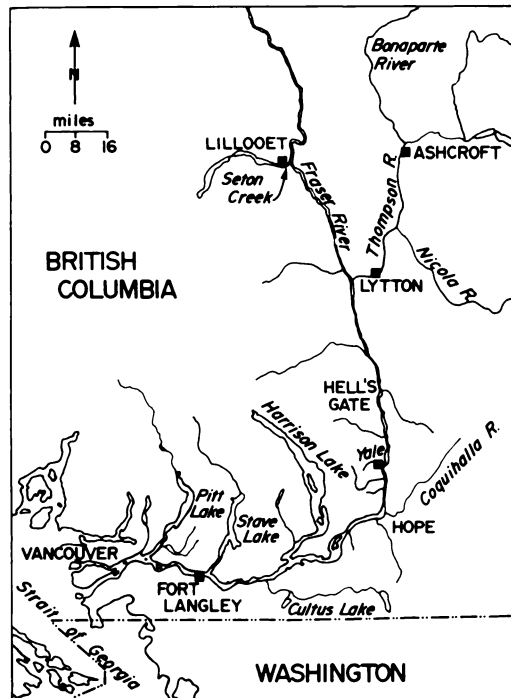 Bonaparte
River
N
miles
0 8 16
LILLOOET
ASHCROFT
Seton
Creek
Fraser River
Thompson R.
Nicola R.
BRITISH
COLUMBIA
LYTTON
HELL'S
GATE
Harrison Lake
Yale
Coquihalla R.
Pitt
Lake
Stave
Lake
HOPE
VANCOUVER
FORT
LANGLEY
Cultus Lake
Strait of Georgia
WASHINGTON